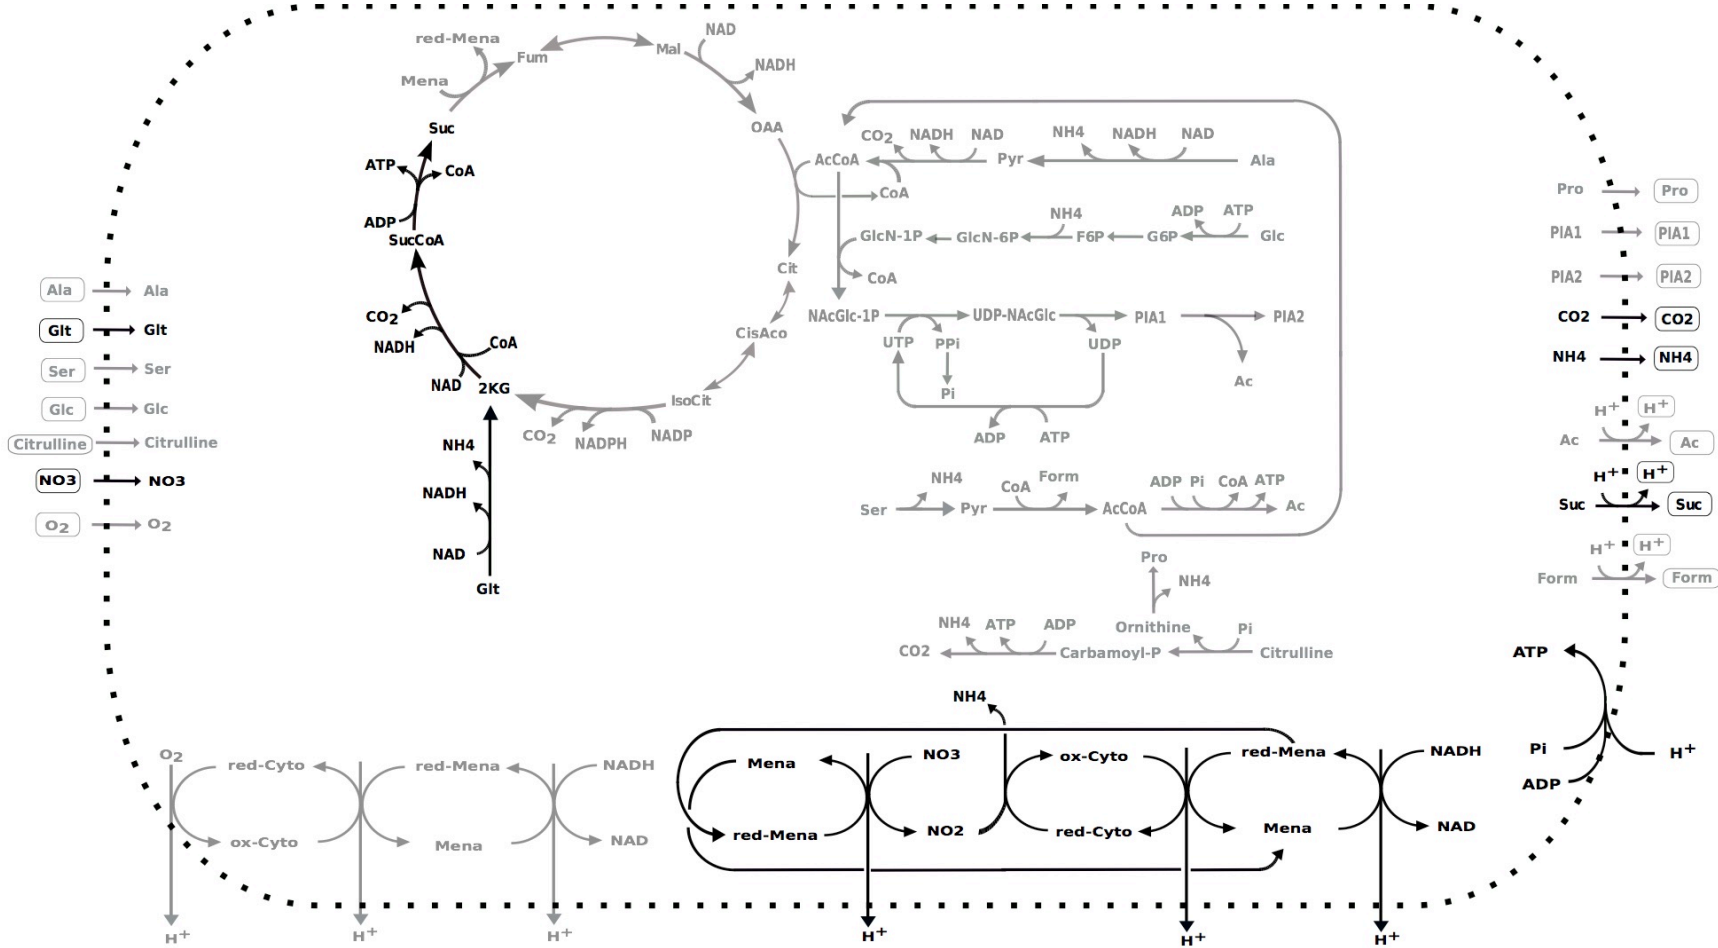 red-Mena
Fum
Mal
NAD
Mena
NADH
Suc
OAA
ATP
CoA
ADP
SucCoA
CO2
NADH
CoA
NAD
2KG
CO2
NADPH
NADP
IsoCit
CisAco
Cit
NH4
NADH
NAD
Glt
AcCoA
CO2
NADH
NAD
Pyr
NH4
NADH
NAD
Ala
CoA
GlcN-1P
GlcN-6P
NH4
F6P
G6P
ADP
ATP
Glc
CoA
NAcGlc-1P
UDP-NAcGlc
PIA1
PIA2
UTP
PPi
UDP
Pi
Ac
ADP
ATP
Ser
NH4
Pyr
CoA
Form
AcCoA
ADP
Pi
CoA
ATP
Ac
Pro
NH4
Ornithine
Pi
CO2
NH4
ATP
ADP
Carbamoyl-P
Citrulline
Ala Ala
Glt Glt
Ser Ser
Glc Glc
Citrulline Citrulline
NO3 NO3
O2 O2
Pro Pro
PIA1 PIA1
PIA2 PIA2
CO2 CO2
NH4 NH4
H+ H+
Ac Ac
H+ H+
Suc Suc
H+ H+
Form Form
ATP
Pi
H+
ADP
O2
red-Cyto
red-Mena
NADH
ox-Cyto
Mena
NAD
H+
H+
H+
NH4
Mena
NO3
ox-Cyto
red-Mena
NADH
red-Mena
NO2
red-Cyto
Mena
NAD
H+
H+
H+